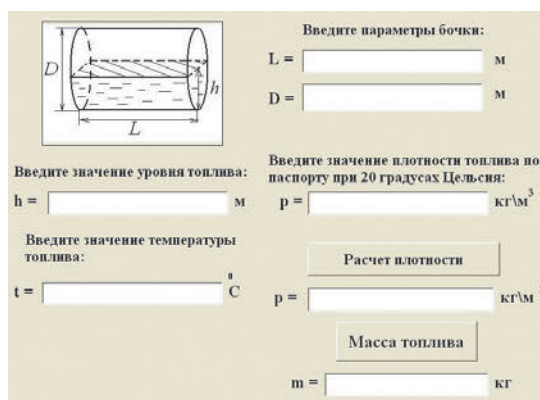 D
h
L
Введите параметры бочки:
L = м
D = м
Введите значение уровня топлива:
h = м
Введите значение плотности топлива по
паспорту при 20 градусах Цельсия:
p = кг\м³
Введите значение температуры
топлива:
t = ⁰С
Расчет плотности
p = кг/м
Масса топлива
m = кг